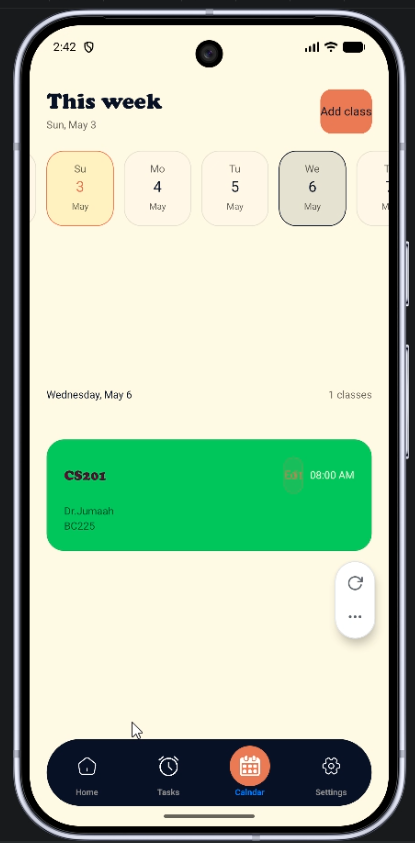 2:42
This week
Add class
Sun, May 3
Su
3
May
Mo
4
May
Tu
5
May
We
6
May
Wednesday, May 6
1 classes
CS201
08:00 AM
Dr.Jumaah
BC225
Home
Tasks
Calndar
Settings